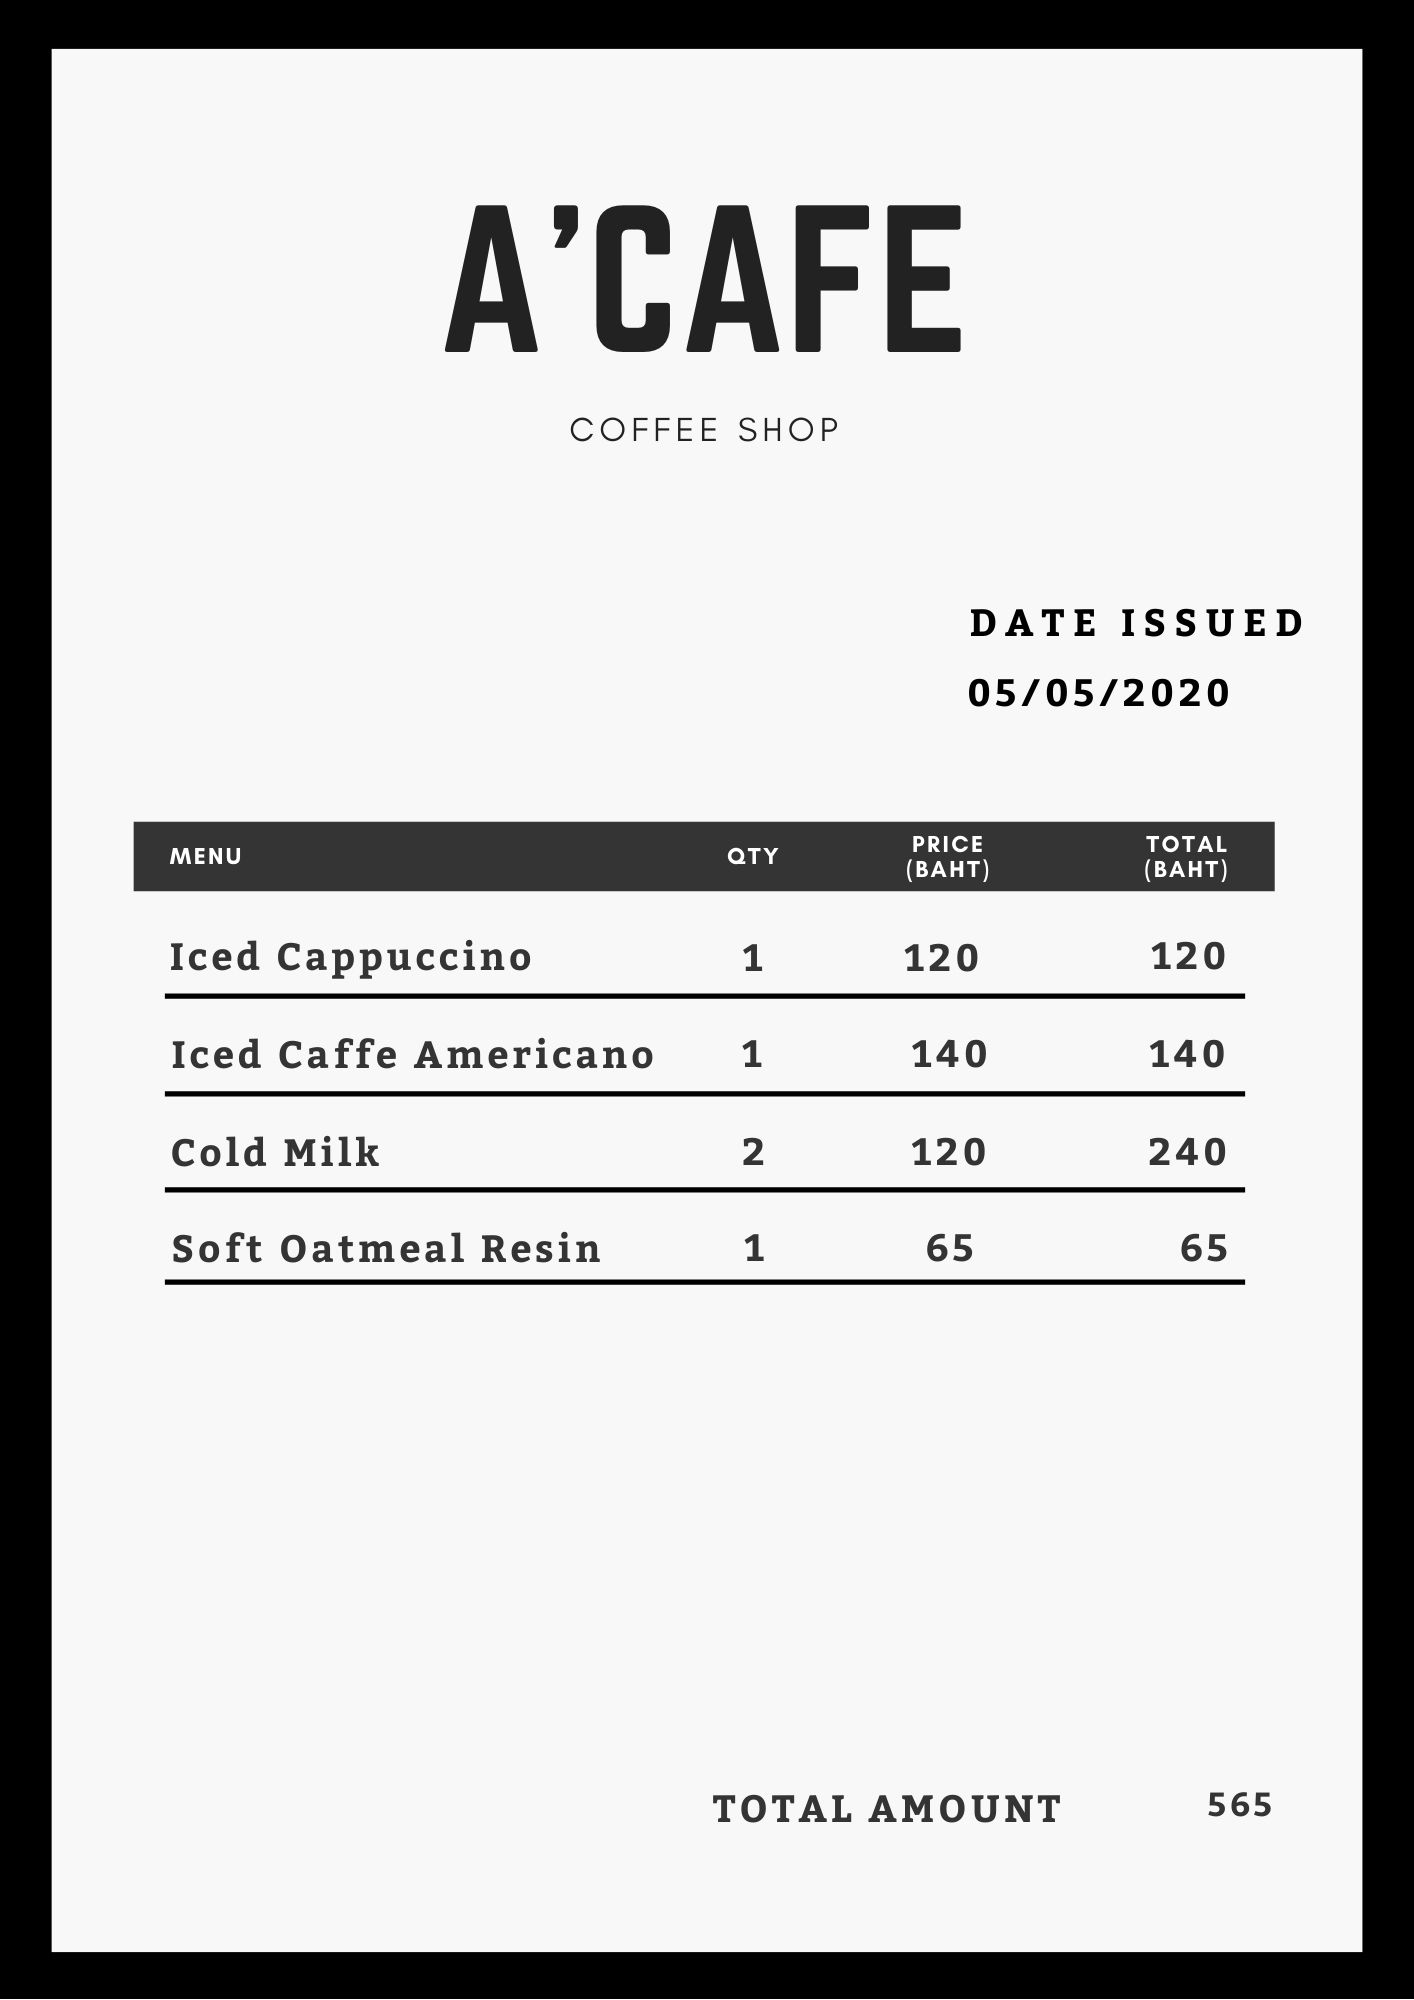 A’CAFE
COFFEE SHOP
DATE ISSUED
05/05/2020
MENU QTY PRICE (BAHT) TOTAL (BAHT)
Iced Cappuccino 1 120 120
Iced Caffe Americano 1 140 140
Cold Milk 2 120 240
Soft Oatmeal Resin 1 65 65
TOTAL AMOUNT 565